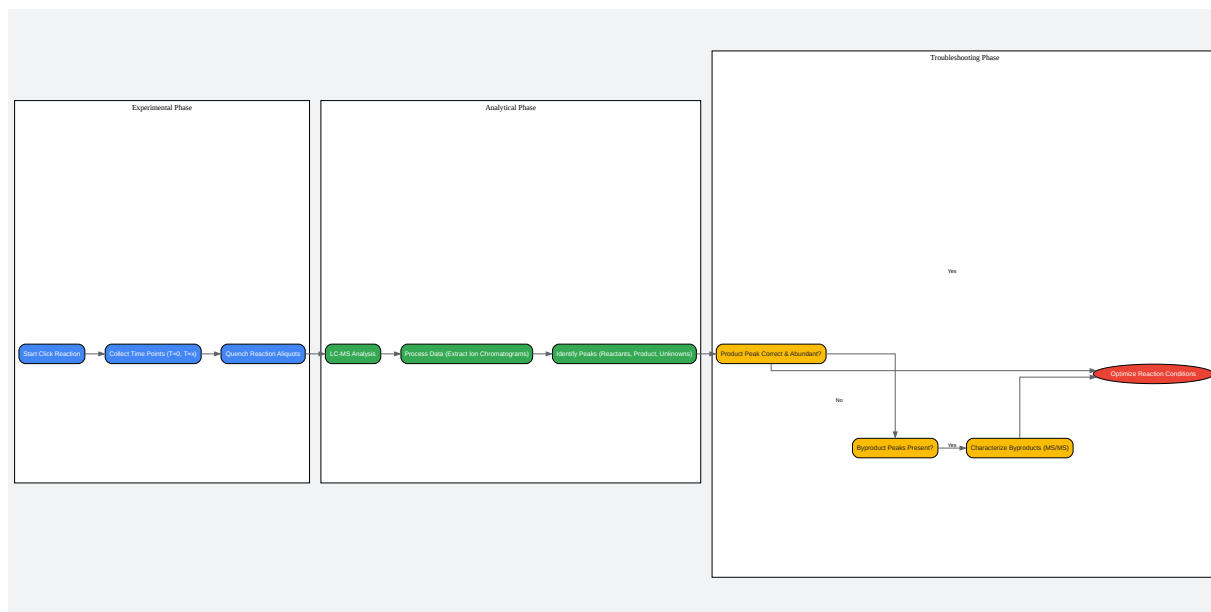 Experimental Phase
Start Click Reaction
Collect Time Points (T=0, T=x)
Quench Reaction Aliquots
Analytical Phase
LC-MS Analysis
Process Data (Extract Ion Chromatograms)
Identify Peaks (Reactants, Product, Unknowns)
Troubleshooting Phase
Yes
Product Peak Correct & Abundant?
Optimize Reaction Conditions
No
Byproduct Peaks Present?
Yes
Characterize Byproducts (MS/MS)